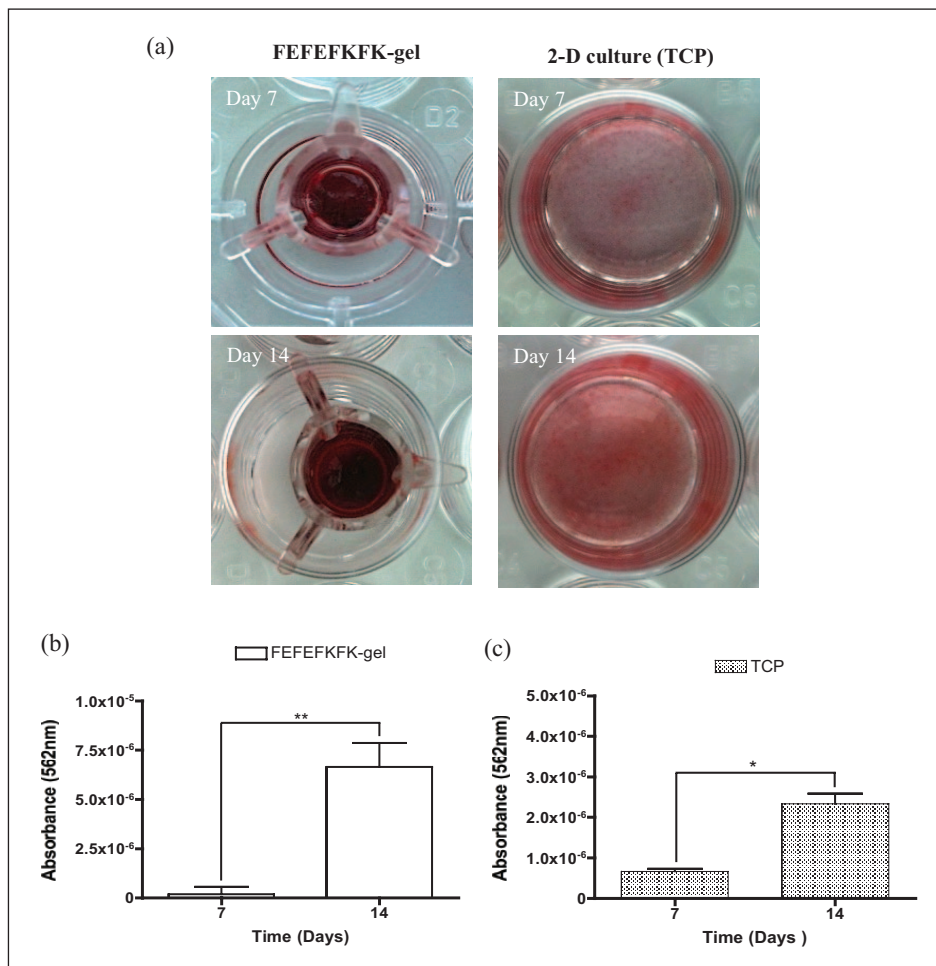 (a)
FEFEFKFK-gel
2-D culture (TCP)
Day 7
D2
Day 7
C4
C5
Day 14
Day 14
(b)
FEFEFKFK-gel
1.0x10⁻⁵
7.5x10⁻⁶
5.0x10⁻⁶
2.5x10⁻⁶
0
Absorbance (562nm)
**
7
14
Time (Days)
(c)
TCP
5.0x10⁻⁶
4.0x10⁻⁶
3.0x10⁻⁶
2.0x10⁻⁶
1.0x10⁻⁶
0
Absorbance (562nm)
*
7
14
Time (Days )